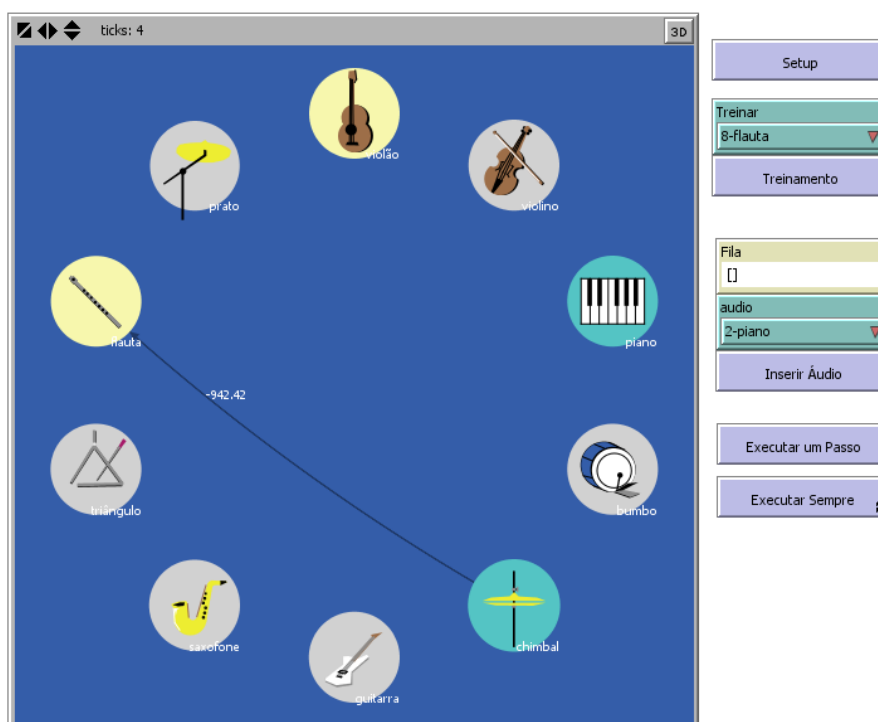 ticks: 4
3D
violão
prato
violino
flauta
piano
-942.42
triângulo
bumbo
saxofone
chimbal
guitarra
Setup
Treinar
8-flauta
Treinamento
Fila
[]
audio
2-piano
Inserir Áudio
Executar um Passo
Executar Sempre